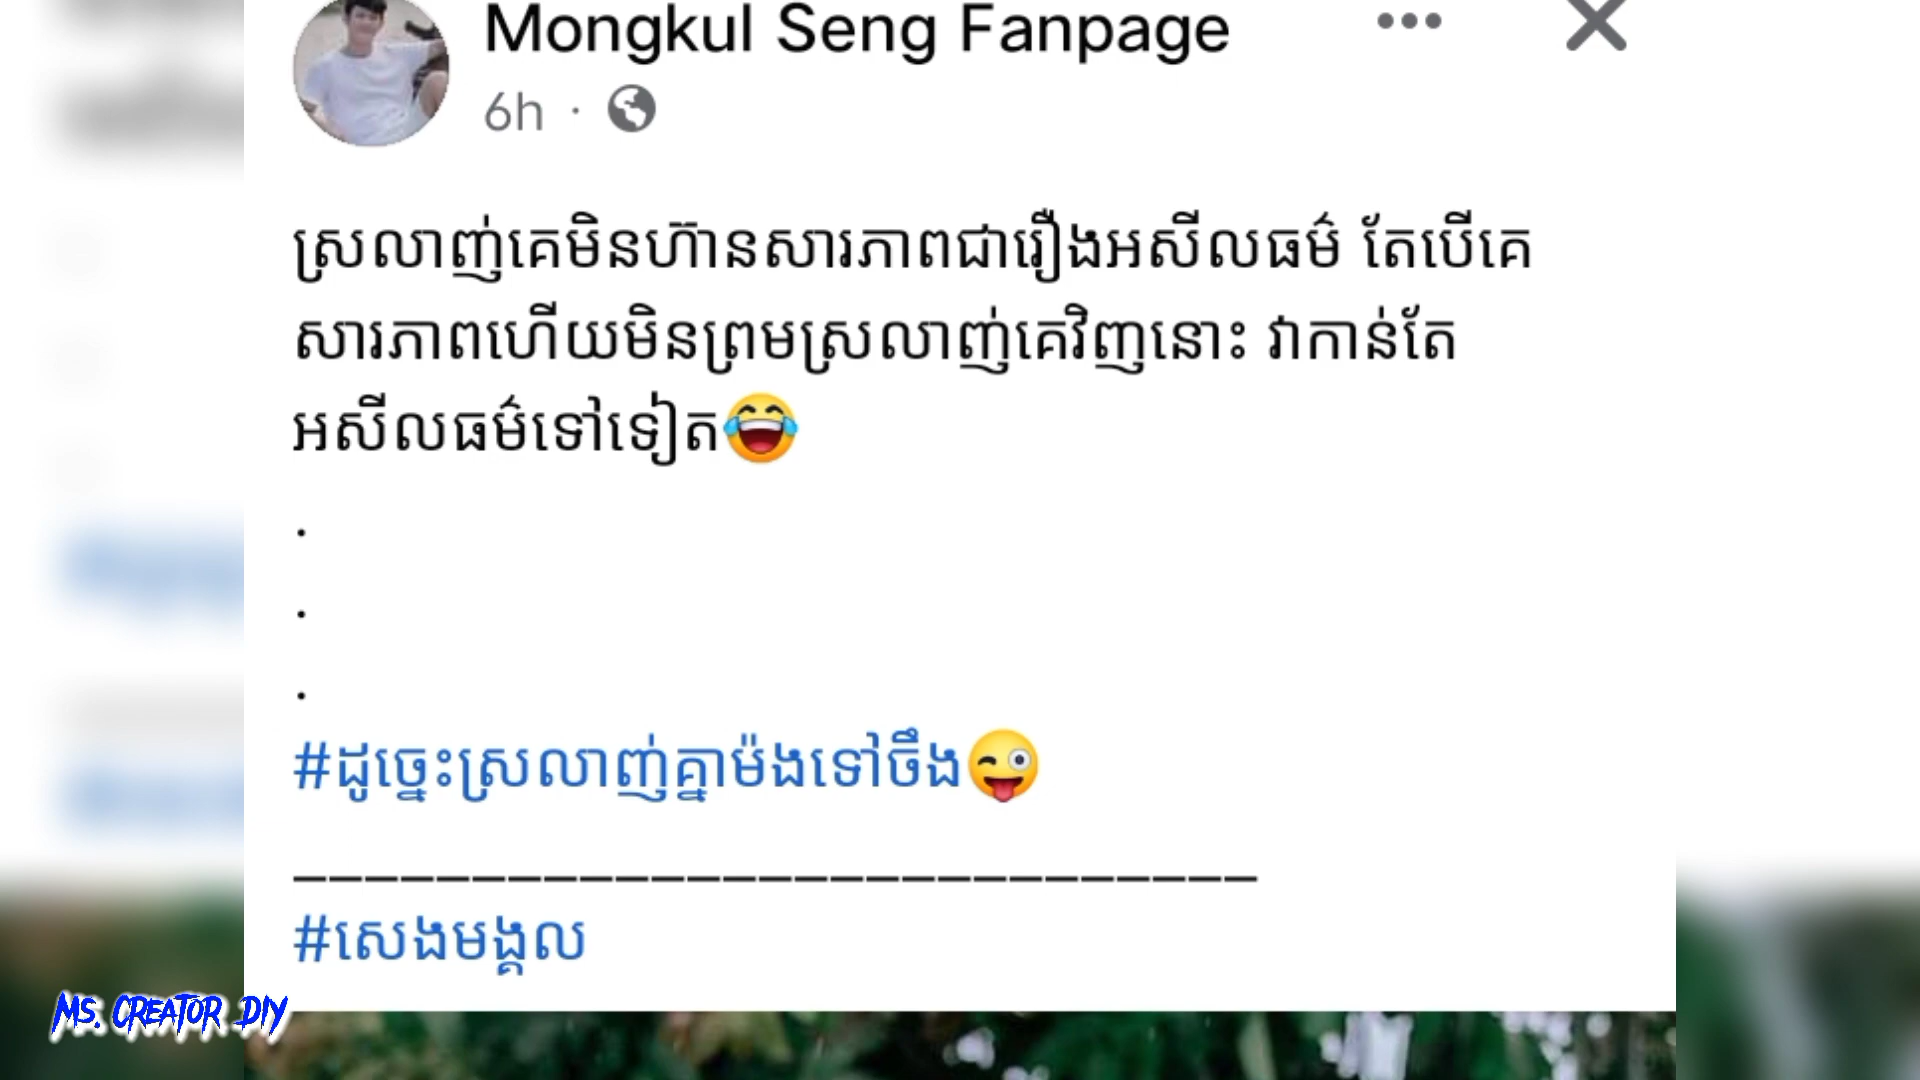 Mongkul Seng Fanpage
6h ·
ស្រលាញ់គេមិនហ៊ានសារភាពជារឿងអសីលធម៌ តែបើគេ
សារភាពហើយមិនព្រមស្រលាញ់គេវិញនោះ វាកាន់តែ
អសីលធម៌ទៅទៀត😂
.
.
.
#ដូច្នេះស្រលាញ់គ្នាម៉ងទៅចឹង😜
___________________________
#សេងមង្គល
MS. CREATOR DIY